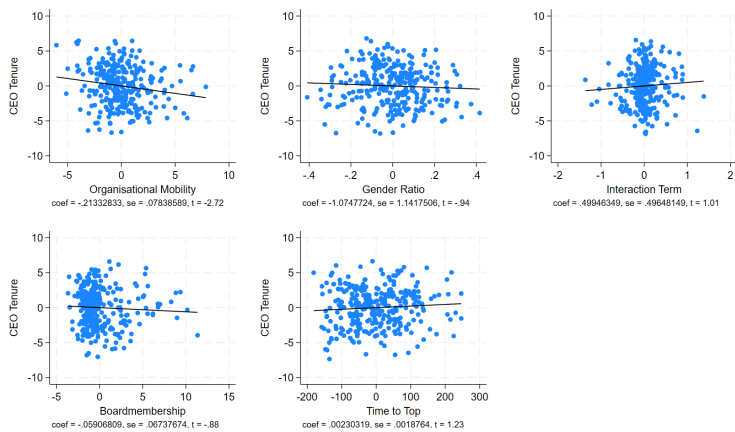 10
5
0
-5
-10
CEO Tenure
-5 0 5 10
Organisational Mobility
coef = -.21332833, se = .07838589, t = -2.72
10
5
0
-5
-10
CEO Tenure
-.4 -.2 0 .2 .4
Gender Ratio
coef = -1.0747724, se = 1.1417506, t = -.94
10
5
0
-5
-10
CEO Tenure
-2 -1 0 1 2
Interaction Term
coef = .49946349, se = .49648149, t = 1.01
10
5
0
-5
-10
CEO Tenure
-5 0 5 10 15
Boardmembership
coef = -.05906809, se = .06737674, t = -.88
10
5
0
-5
-10
CEO Tenure
-200 -100 0 100 200 300
Time to Top
coef = .00230319, se = .0018764, t = 1.23